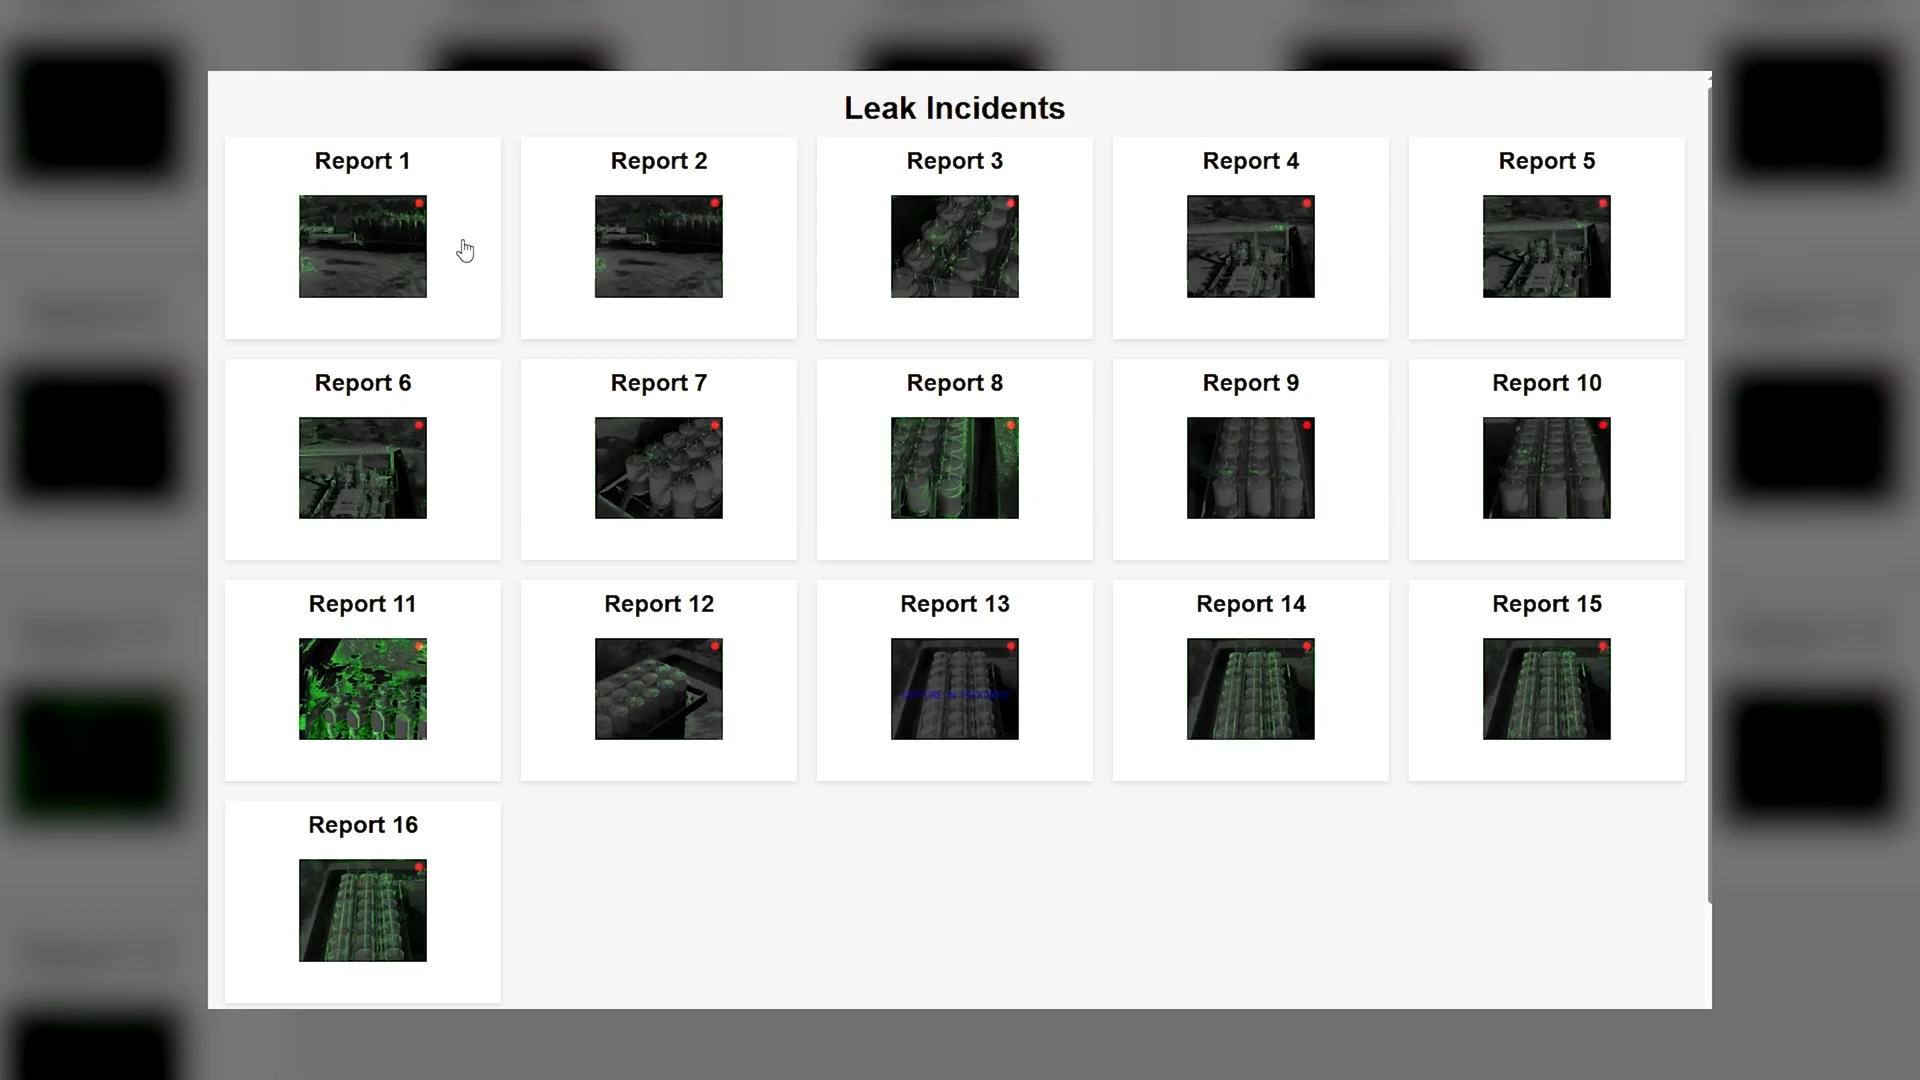 Leak Incidents
Report 1
Report 2
Report 3
Report 4
Report 5
Report 6
Report 7
Report 8
Report 9
Report 10
Report 11
Report 12
Report 13
Report 14
Report 15
Report 16